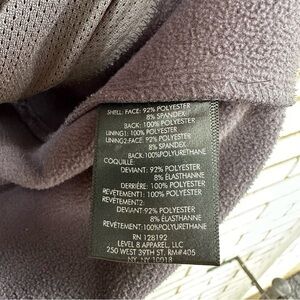 SHELL: FACE: 92% POLYESTER
8% SPANDEX
BACK: 100% POLYESTER
LINING1: 100% POLYESTER
LINING2:FACE: 92% POLYESTER
8% SPANDEX
BACK:100%POLYURETHANE
COQUILLE:
DEVIANT: 92% POLYESTER
8% ÉLASTHANNE
DERRIÈRE: 100% POLYESTER
REVÊTEMENT1: 100% POLYESTER
REVÊTEMENT2:
DEVIANT:92% POLYESTER
8% ÉLASTHANNE
REVÊTEMENT:100% POLYURETHANE
RN 128192
LEVEL 8 APPAREL, LLC
250 WEST 39TH ST. RM#405
NY, NY 10018